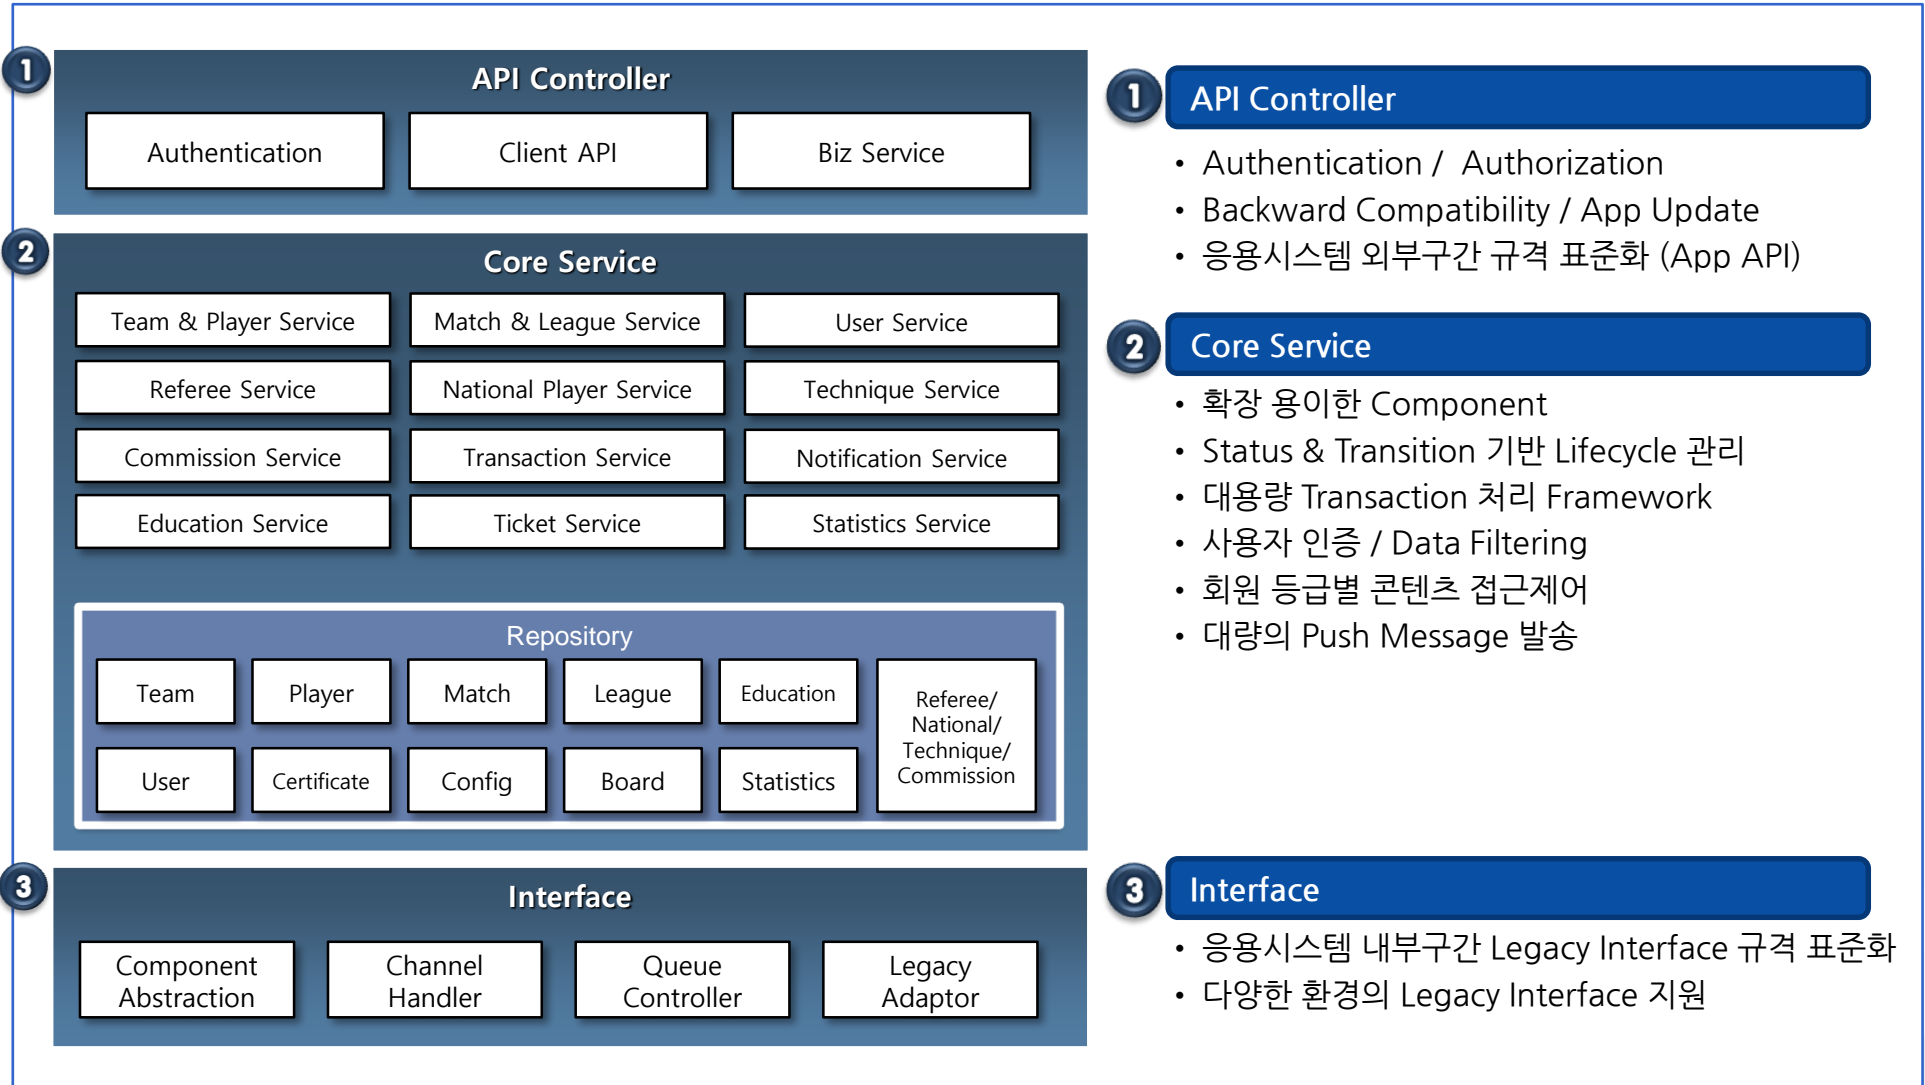 1
API Controller
Authentication
Client API
Biz Service
2
Core Service
Team & Player Service
Match & League Service
User Service
Referee Service
National Player Service
Technique Service
Commission Service
Transaction Service
Notification Service
Education Service
Ticket Service
Statistics Service
Repository
Team
Player
Match
League
Education
Referee/
National/
Technique/
Commission
User
Certificate
Config
Board
Statistics
3
Interface
Component
Abstraction
Channel
Handler
Queue
Controller
Legacy
Adaptor
1
API Controller
• Authentication / Authorization
• Backward Compatibility / App Update
• 응용시스템 외부구간 규격 표준화 (App API)
2
Core Service
• 확장 용이한 Component
• Status & Transition 기반 Lifecycle 관리
• 대용량 Transaction 처리 Framework
• 사용자 인증 / Data Filtering
• 회원 등급별 콘텐츠 접근제어
• 대량의 Push Message 발송
3
Interface
• 응용시스템 내부구간 Legacy Interface 규격 표준화
• 다양한 환경의 Legacy Interface 지원